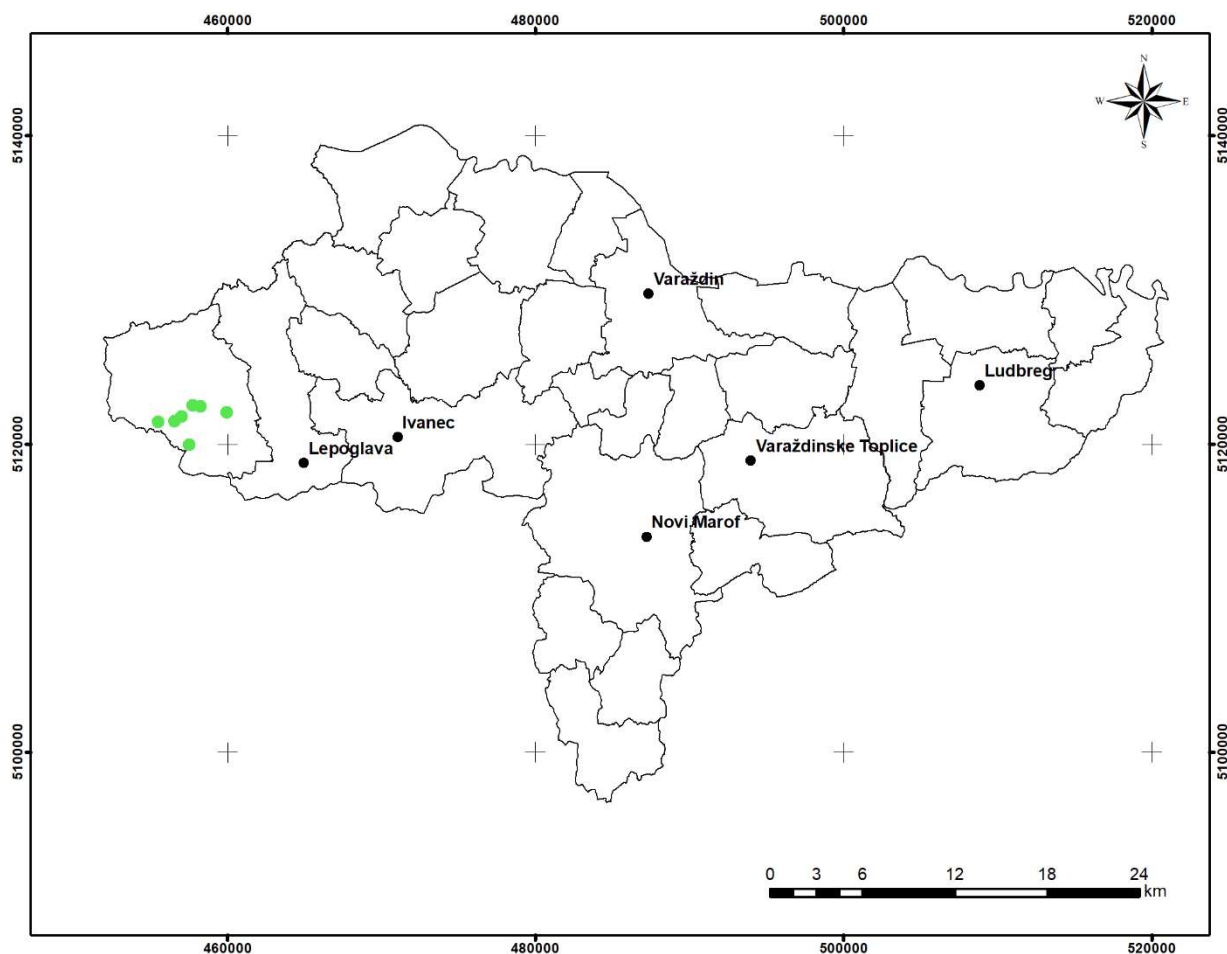 460000 480000 500000 520000
N
W E
S
5140000 5140000
Varaždin
Ludbreg
Ivanec
Lepoglava
Varaždinske Toplice
5120000 5120000
Novi Marof
5100000 5100000
0 3 6 12 18 24
km
460000 480000 500000 520000